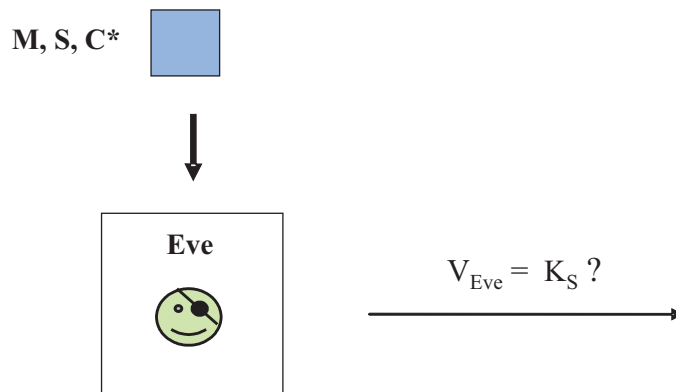 M, S, C*
Eve
V_Eve = K_S ?